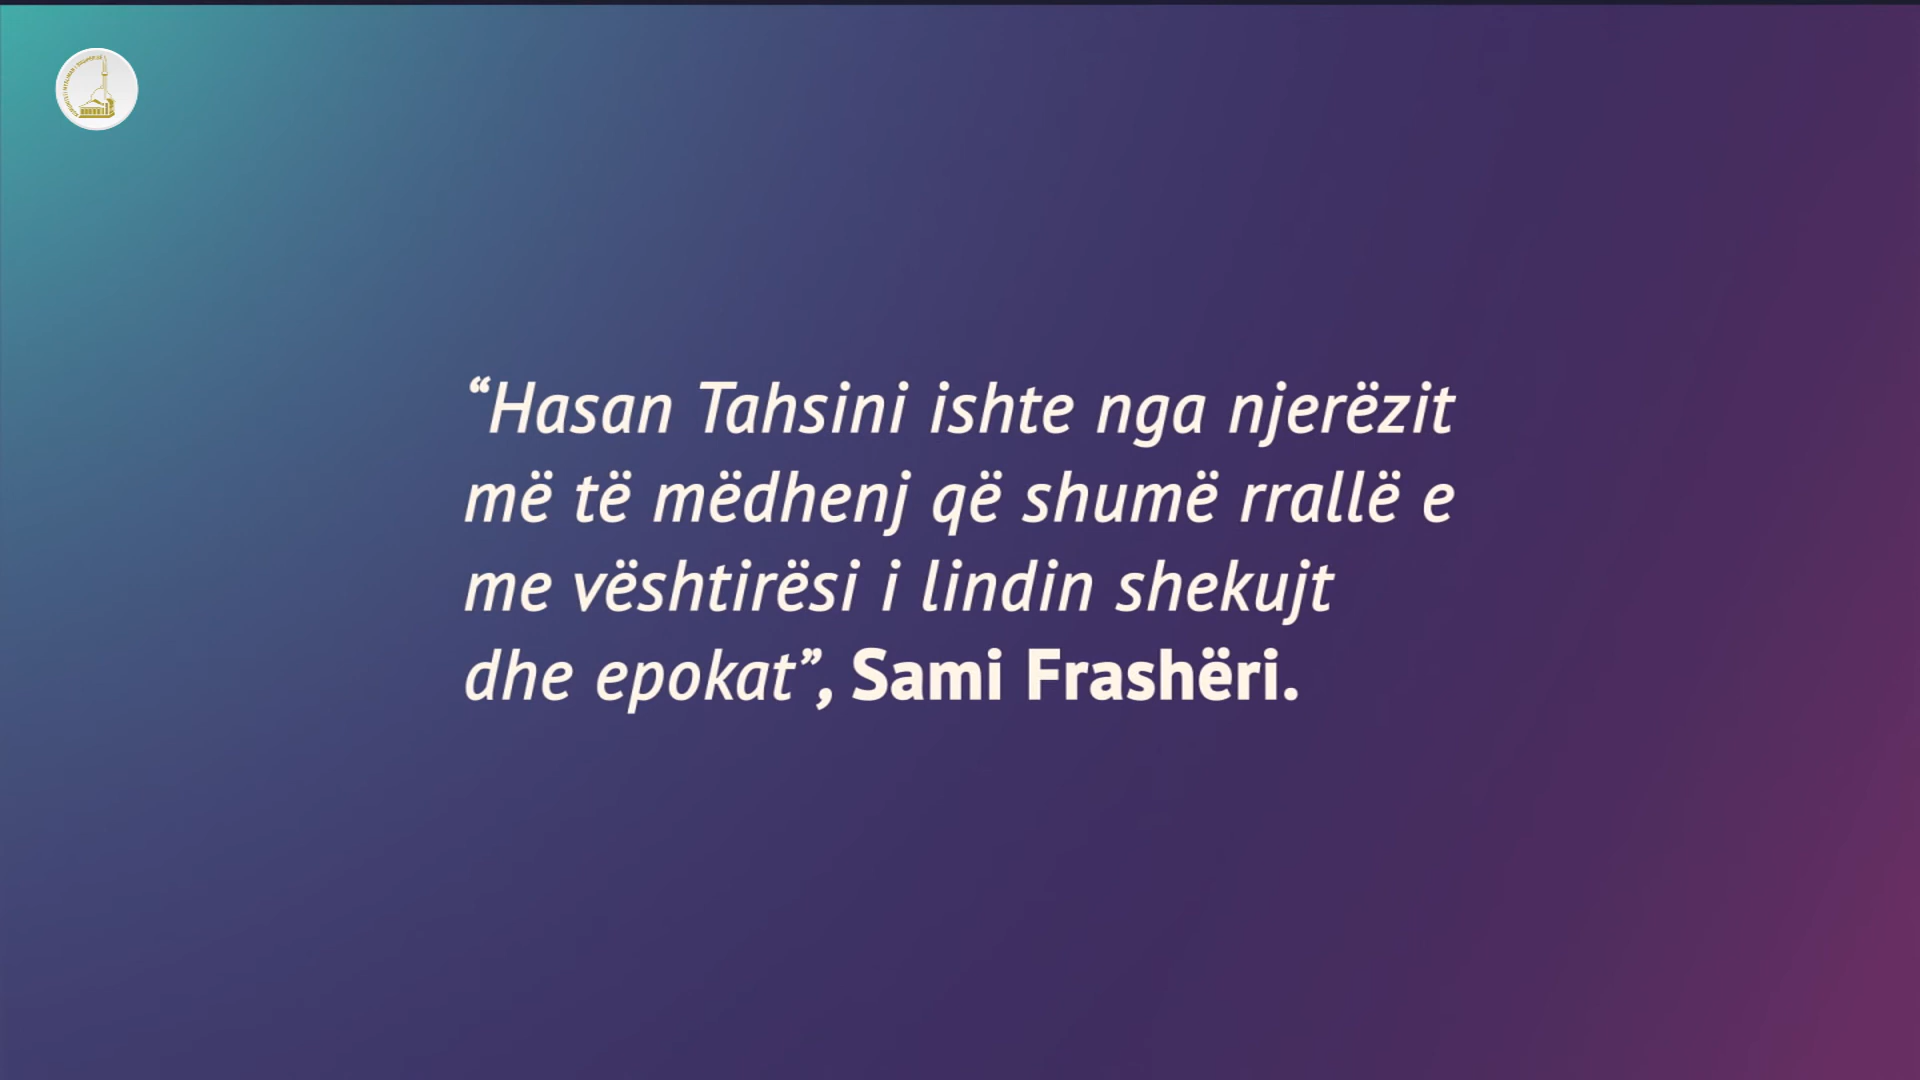 “Hasan Tahsini ishte nga njerëzit
më të mëdhenj që shumë rrallë e
me vështirësi i lindin shekujt
dhe epokat”, Sami Frashëri.